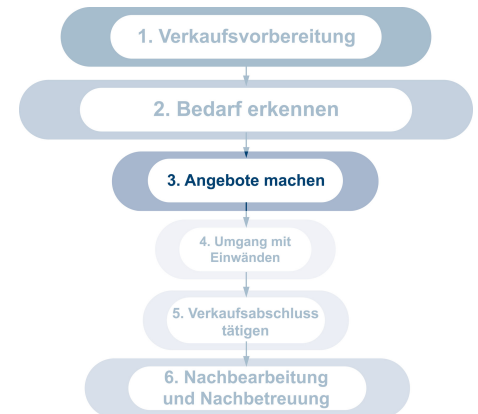 1. Verkaufsvorbereitung
2. Bedarf erkennen
3. Angebote machen
4. Umgang mit
Einwänden
5. Verkaufsabschluss
tätigen
6. Nachbearbeitung
und Nachbetreuung